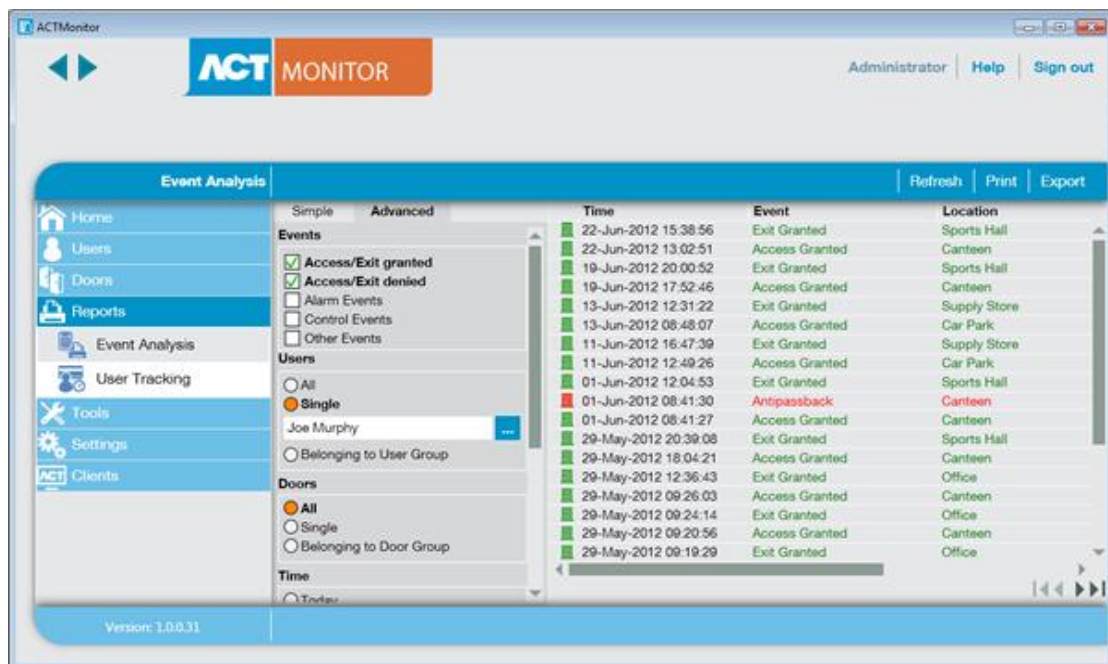 ACTMonitor
ACT MONITOR
Administrator Help Sign out
Event Analysis Refresh Print Export
Home
Users
Doors
Reports
Event Analysis
User Tracking
Tools
Settings
ACT Clients
Simple Advanced
Events
Access/Exit granted
Access/Exit denied
Alarm Events
Control Events
Other Events
Users
All
Single
Joe Murphy ...
Belonging to User Group
Doors
All
Single
Belonging to Door Group
Time
Today
Time Event Location
22-Jun-2012 15:38:56 Exit Granted Sports Hall
22-Jun-2012 13:02:51 Access Granted Canteen
19-Jun-2012 20:00:52 Exit Granted Sports Hall
19-Jun-2012 17:52:46 Access Granted Canteen
13-Jun-2012 12:31:22 Exit Granted Supply Store
13-Jun-2012 08:48:07 Access Granted Car Park
11-Jun-2012 16:47:39 Exit Granted Supply Store
11-Jun-2012 12:49:26 Access Granted Car Park
01-Jun-2012 12:04:53 Exit Granted Sports Hall
01-Jun-2012 08:41:30 Antipassback Canteen
01-Jun-2012 08:41:27 Access Granted Canteen
29-May-2012 20:39:08 Exit Granted Sports Hall
29-May-2012 18:04:21 Access Granted Canteen
29-May-2012 12:36:43 Exit Granted Office
29-May-2012 09:26:03 Access Granted Canteen
29-May-2012 09:24:14 Exit Granted Office
29-May-2012 09:20:56 Access Granted Canteen
29-May-2012 09:19:29 Exit Granted Office
Version: 1.0.0.31